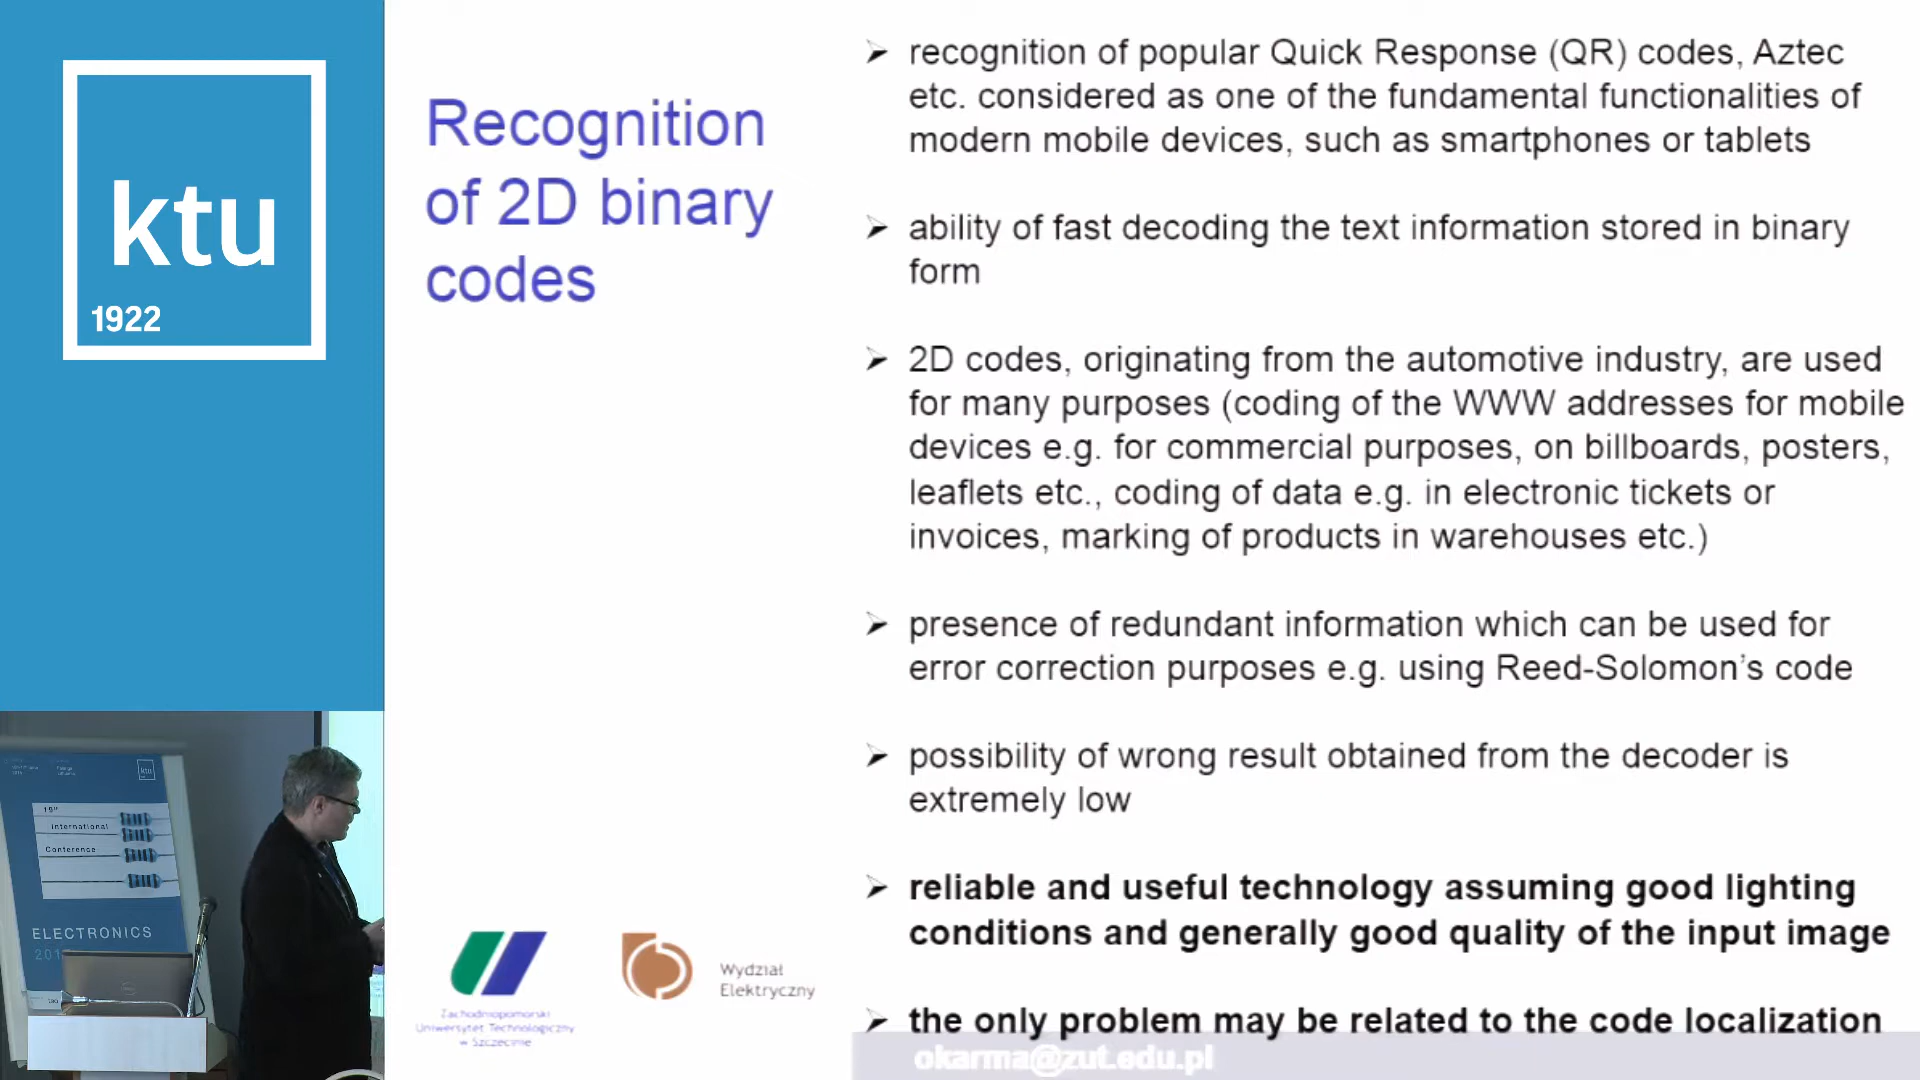 ktu
1922
Recognition
of 2D binary
codes
➢ recognition of popular Quick Response (QR) codes, Aztec
etc. considered as one of the fundamental functionalities of
modern mobile devices, such as smartphones or tablets
➢ ability of fast decoding the text information stored in binary
form
➢ 2D codes, originating from the automotive industry, are used
for many purposes (coding of the WWW addresses for mobile
devices e.g. for commercial purposes, on billboards, posters,
leaflets etc., coding of data e.g. in electronic tickets or
invoices, marking of products in warehouses etc.)
➢ presence of redundant information which can be used for
error correction purposes e.g. using Reed-Solomon's code
➢ possibility of wrong result obtained from the decoder is
extremely low
➢ reliable and useful technology assuming good lighting
conditions and generally good quality of the input image
➢ the only problem may be related to the code localization
okarma@zut.edu.pl
Zachodniopomorski
Uniwersytet Technologiczny
w Szczecinie
Wydział
Elektryczny
ktu
19th
International
Conference
ELECTRONICS